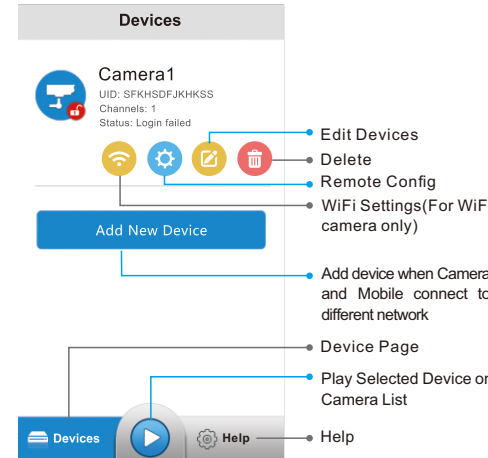 Devices
Camera1
UID: SFKHSDFJKHKSS
Channels: 1
Status: Login failed
Edit Devices
Delete
Remote Config
WiFi Settings(For WiF
camera only)
Add New Device
Add device when Camera
and Mobile connect to
different network
Device Page
Play Selected Device or
Camera List
Devices
Help
Help